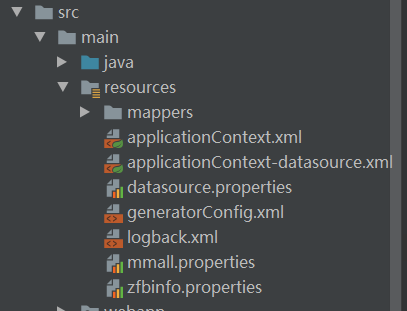 src
main
java
resources
mappers
applicationContext.xml
applicationContext-datasource.xml
datasource.properties
generatorConfig.xml
logback.xml
mmall.properties
zfbinfo.properties
webapp